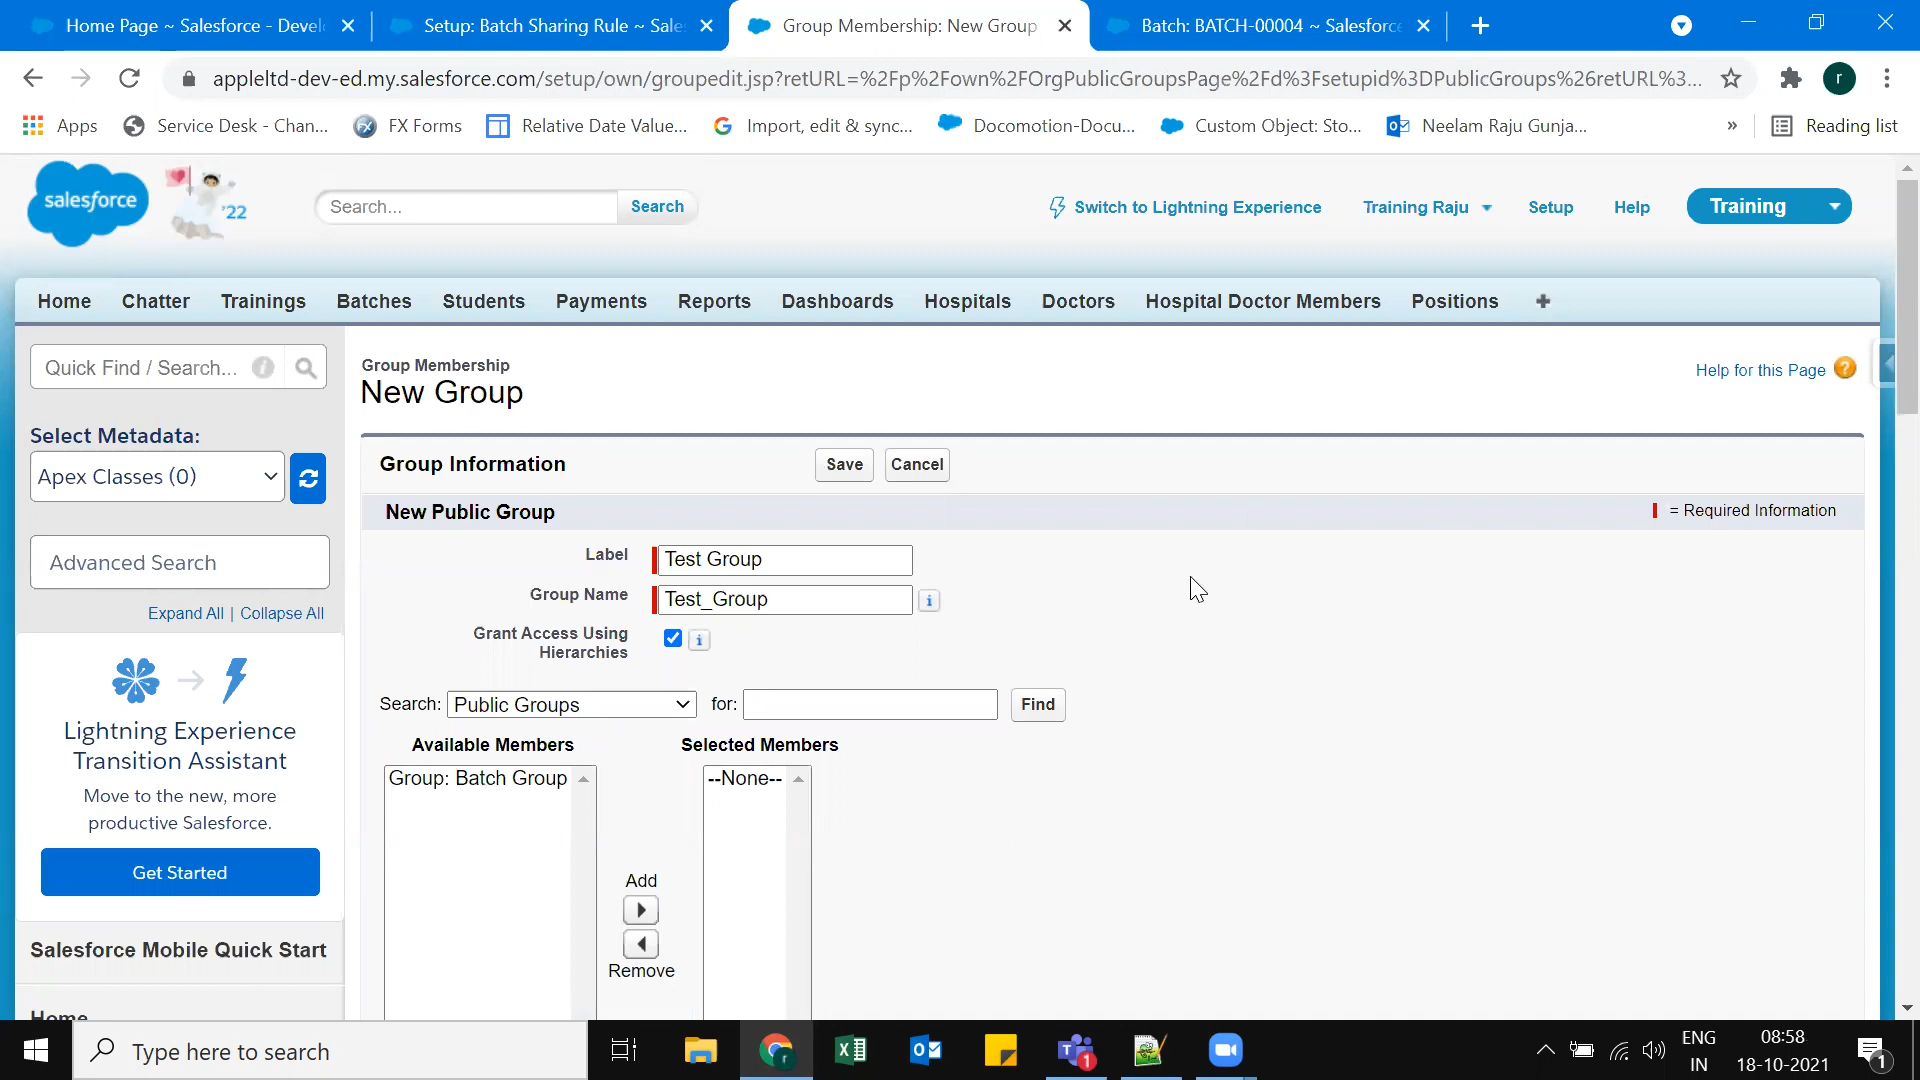 Home Page ~ Salesforce - Devel
Setup: Batch Sharing Rule ~ Sale
Group Membership: New Group
Batch: BATCH-00004 ~ Salesforce
appleltd-dev-ed.my.salesforce.com/setup/own/groupedit.jsp?retURL=%2Fp%2Fown%2FOrgPublicGroupsPage%2Fd%3Fsetupid%3DPublicGroups%26retURL%3...
r
Apps
Service Desk - Chan...
FX Forms
Relative Date Value...
Import, edit & sync...
Docomotion-Docu...
Custom Object: Sto...
Neelam Raju Gunja...
»
Reading list
salesforce
'22
Search...
Search
Switch to Lightning Experience
Training Raju
Setup
Help
Training
Home
Chatter
Trainings
Batches
Students
Payments
Reports
Dashboards
Hospitals
Doctors
Hospital Doctor Members
Positions
Quick Find / Search...
Select Metadata:
Apex Classes (0)
Advanced Search
Expand All | Collapse All
Lightning Experience
Transition Assistant
Move to the new, more
productive Salesforce.
Get Started
Salesforce Mobile Quick Start
Home
Group Membership
New Group
Help for this Page
Group Information
Save
Cancel
New Public Group
= Required Information
Label
Test Group
Group Name
Test_Group
Grant Access Using
Hierarchies
Search:
Public Groups
for:
Find
Available Members
Selected Members
Group: Batch Group
--None--
Add
Remove
Type here to search
1
ENG
IN
08:58
18-10-2021
1